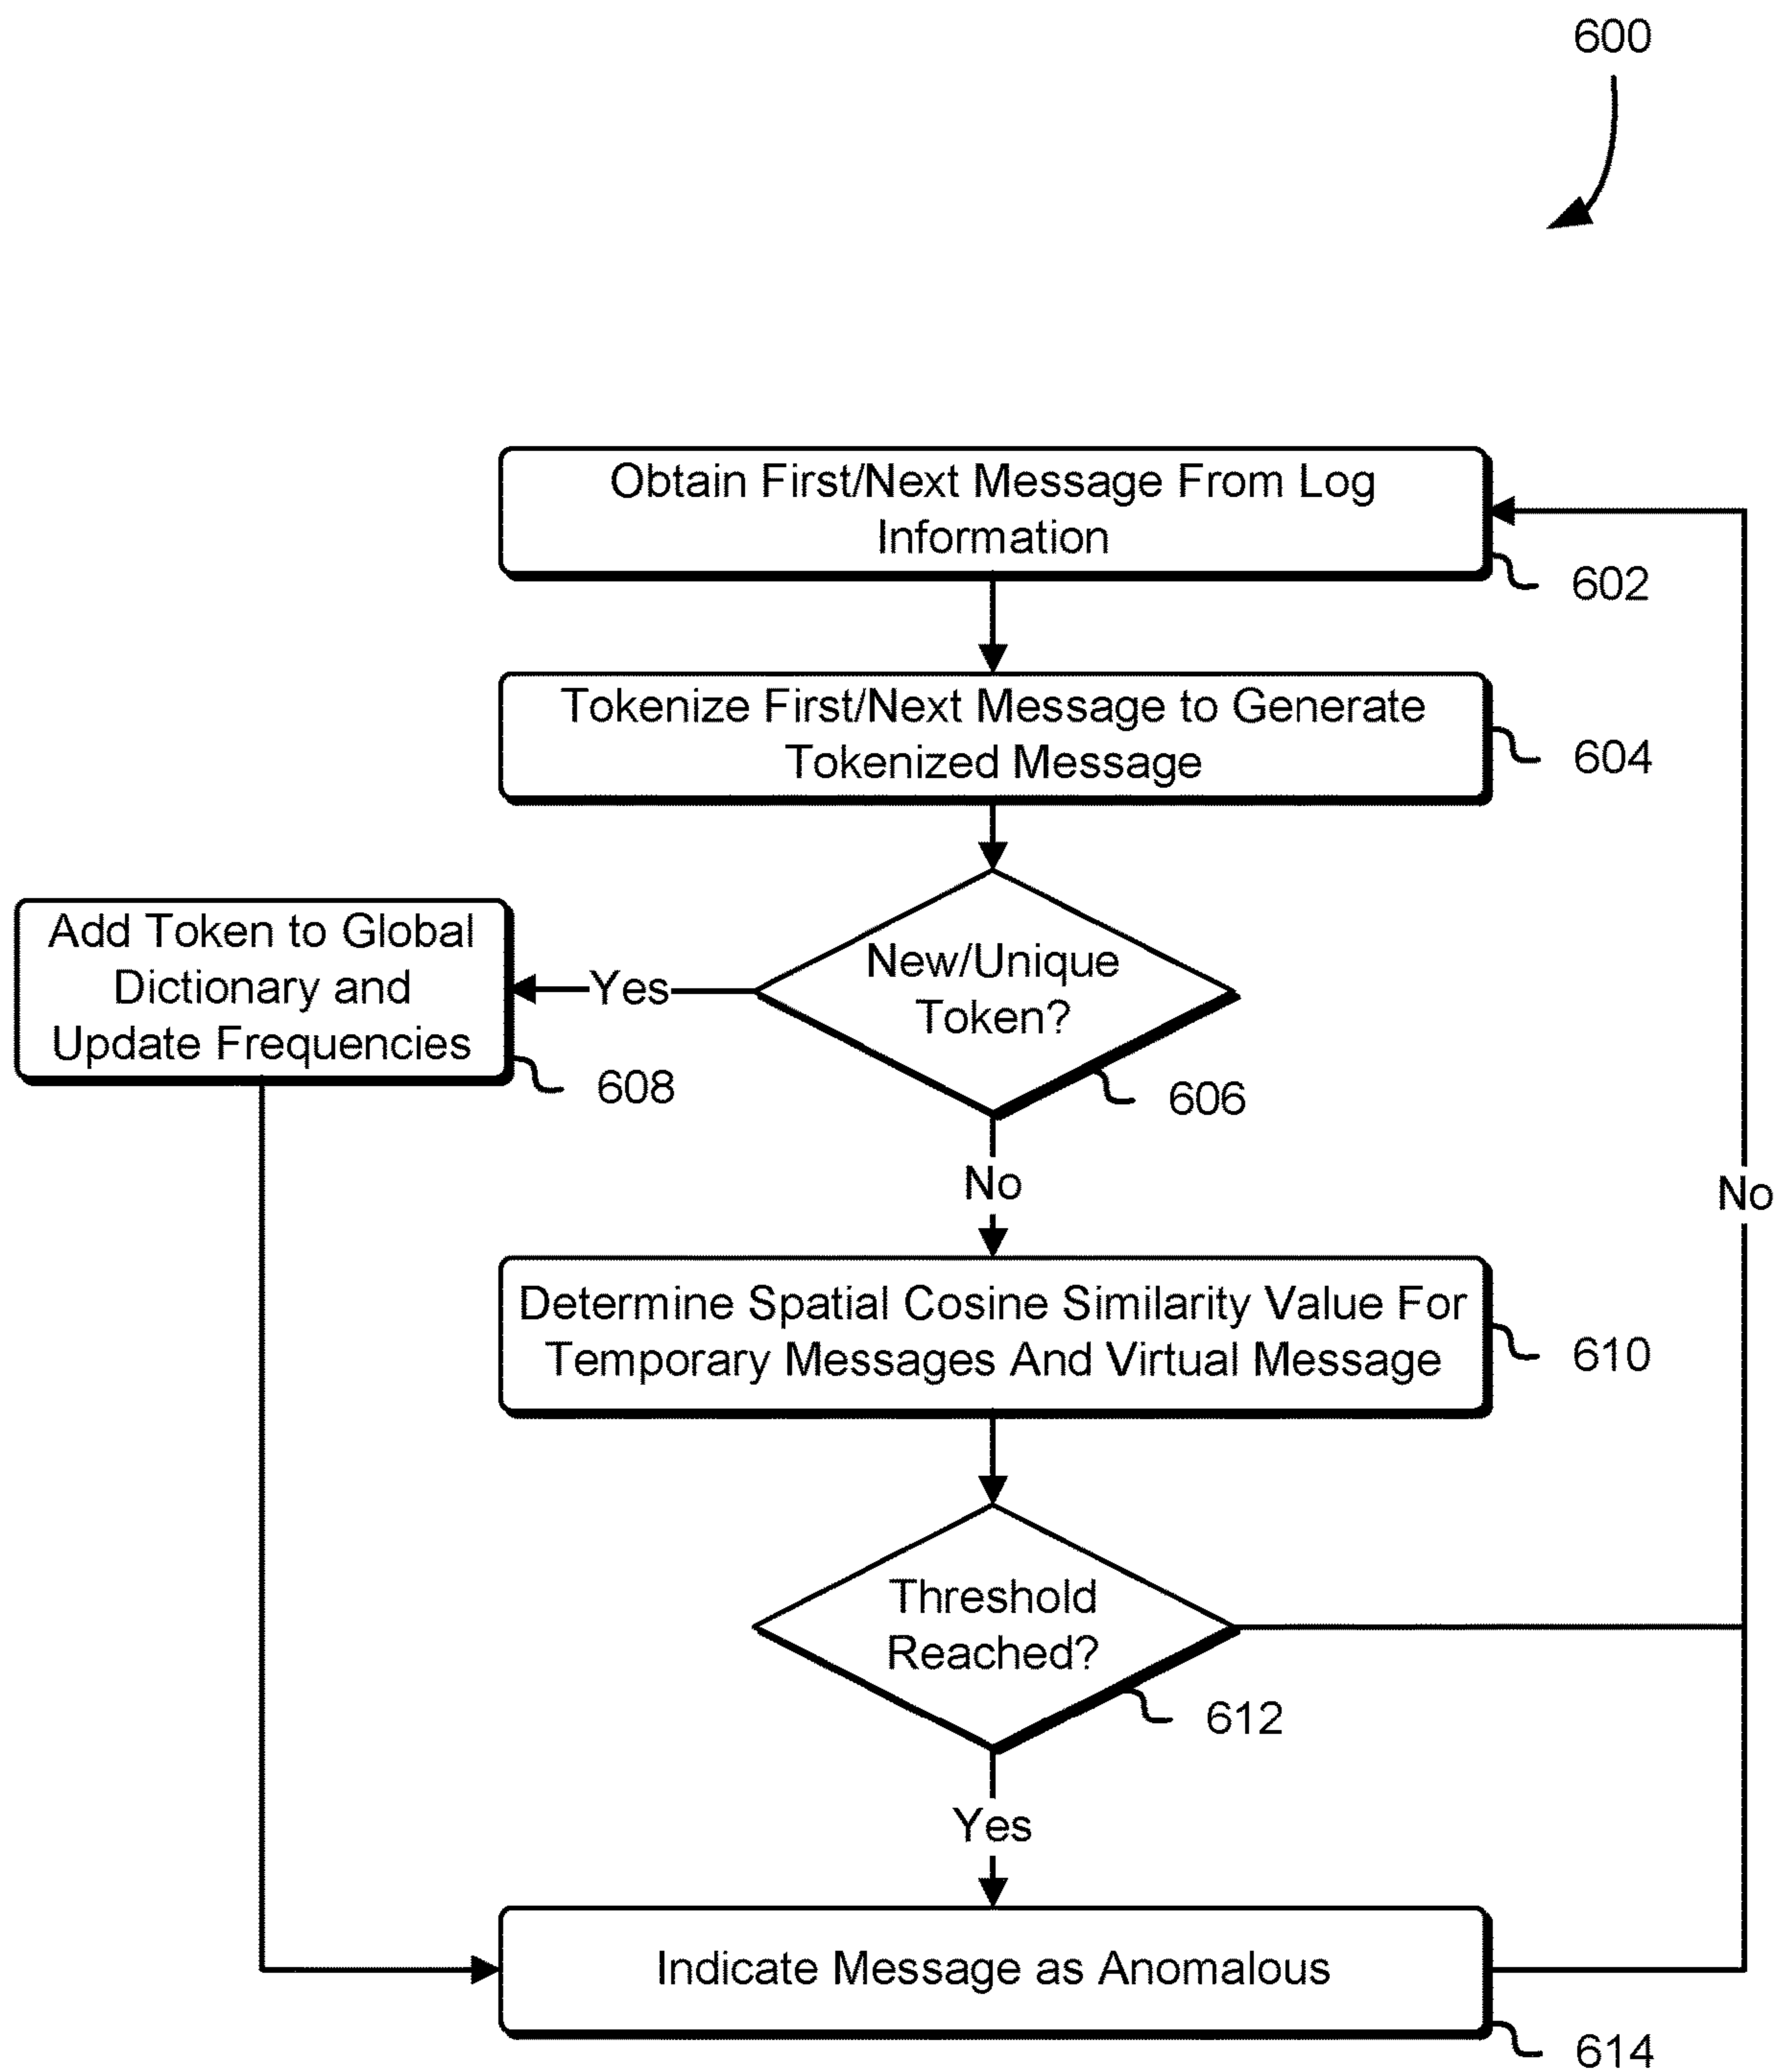 600
Obtain First/Next Message From Log
Information
602
Tokenize First/Next Message to Generate
Tokenized Message
604
Add Token to Global
Dictionary and
Update Frequencies
608
Yes
New/Unique
Token?
606
No
No
Determine Spatial Cosine Similarity Value For
Temporary Messages And Virtual Message
610
Threshold
Reached?
612
Yes
Indicate Message as Anomalous
614